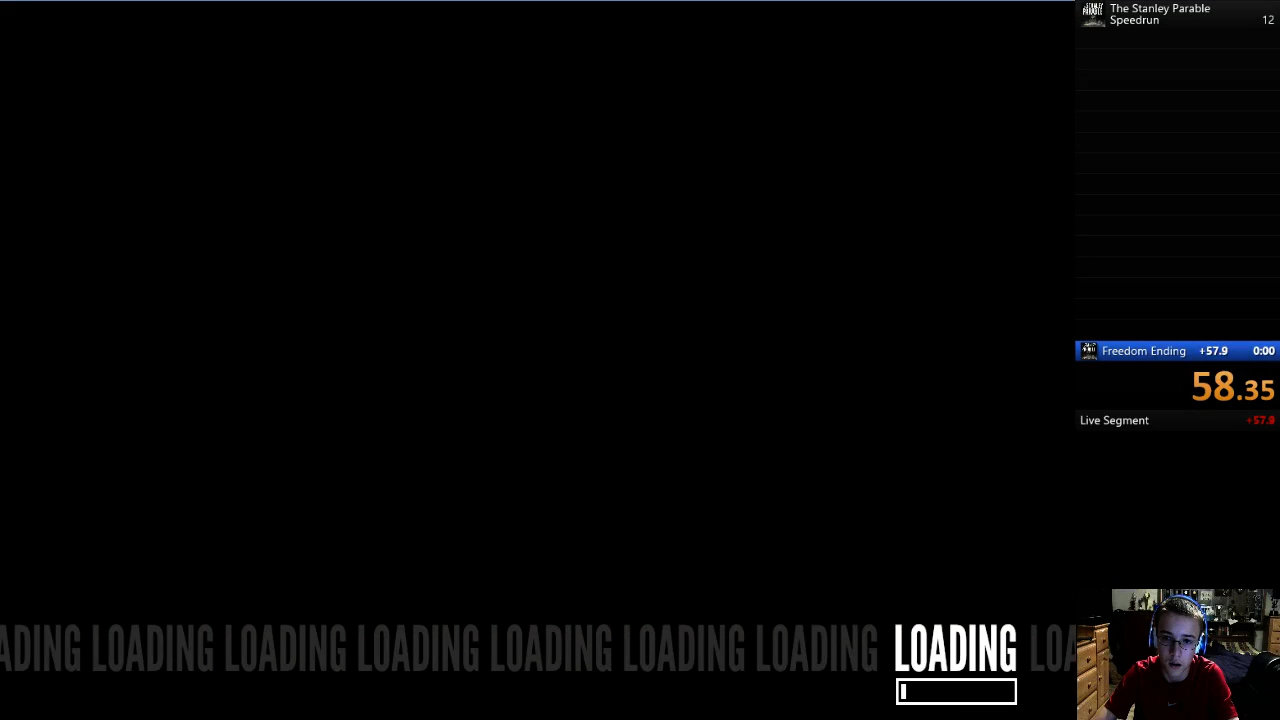 The Stanley Parable
Speedrun 12
Freedom Ending +57.9 0:00
58.35
Live Segment +57.9
ADING LOADING LOADING LOADING LOADING LOADING LOADING LOADING LOA